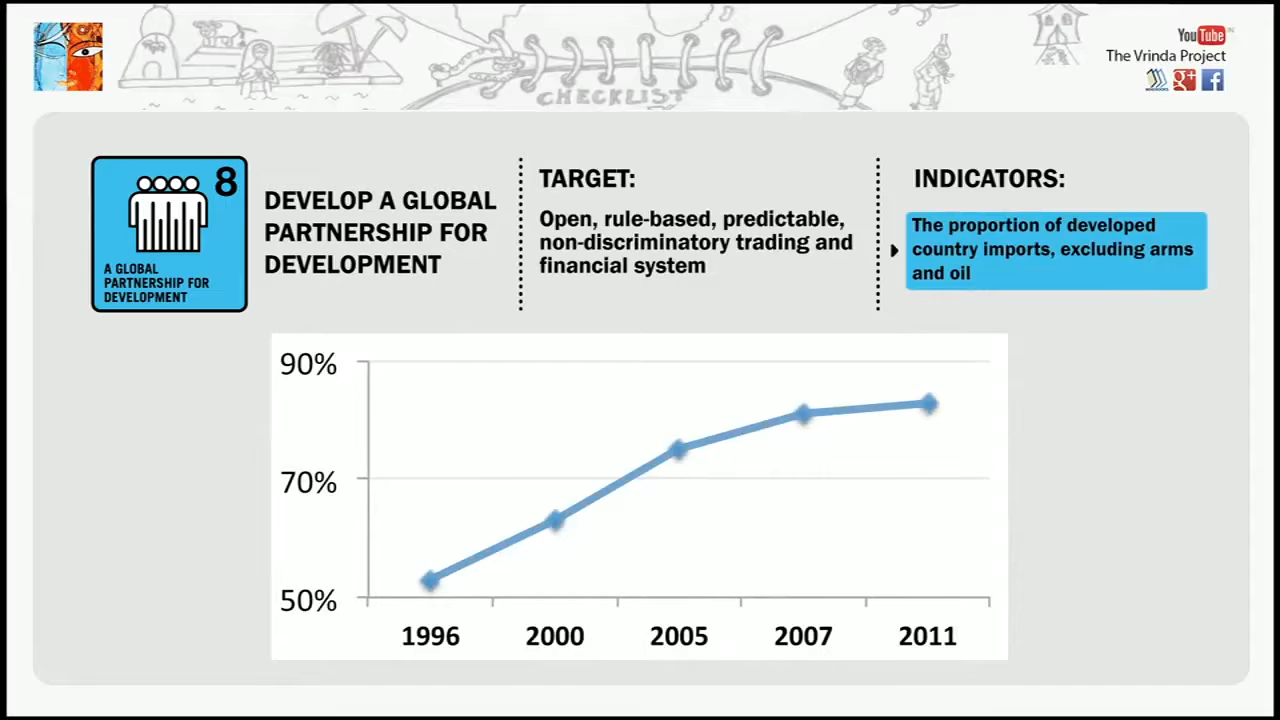 CHECKLIST
YouTube IN
The Vrinda Project
8
A GLOBAL
PARTNERSHIP FOR
DEVELOPMENT
DEVELOP A GLOBAL
PARTNERSHIP FOR
DEVELOPMENT
TARGET:
Open, rule-based, predictable,
non-discriminatory trading and
financial system
INDICATORS:
The proportion of developed
country imports, excluding arms
and oil
90%
70%
50%
1996 2000 2005 2007 2011